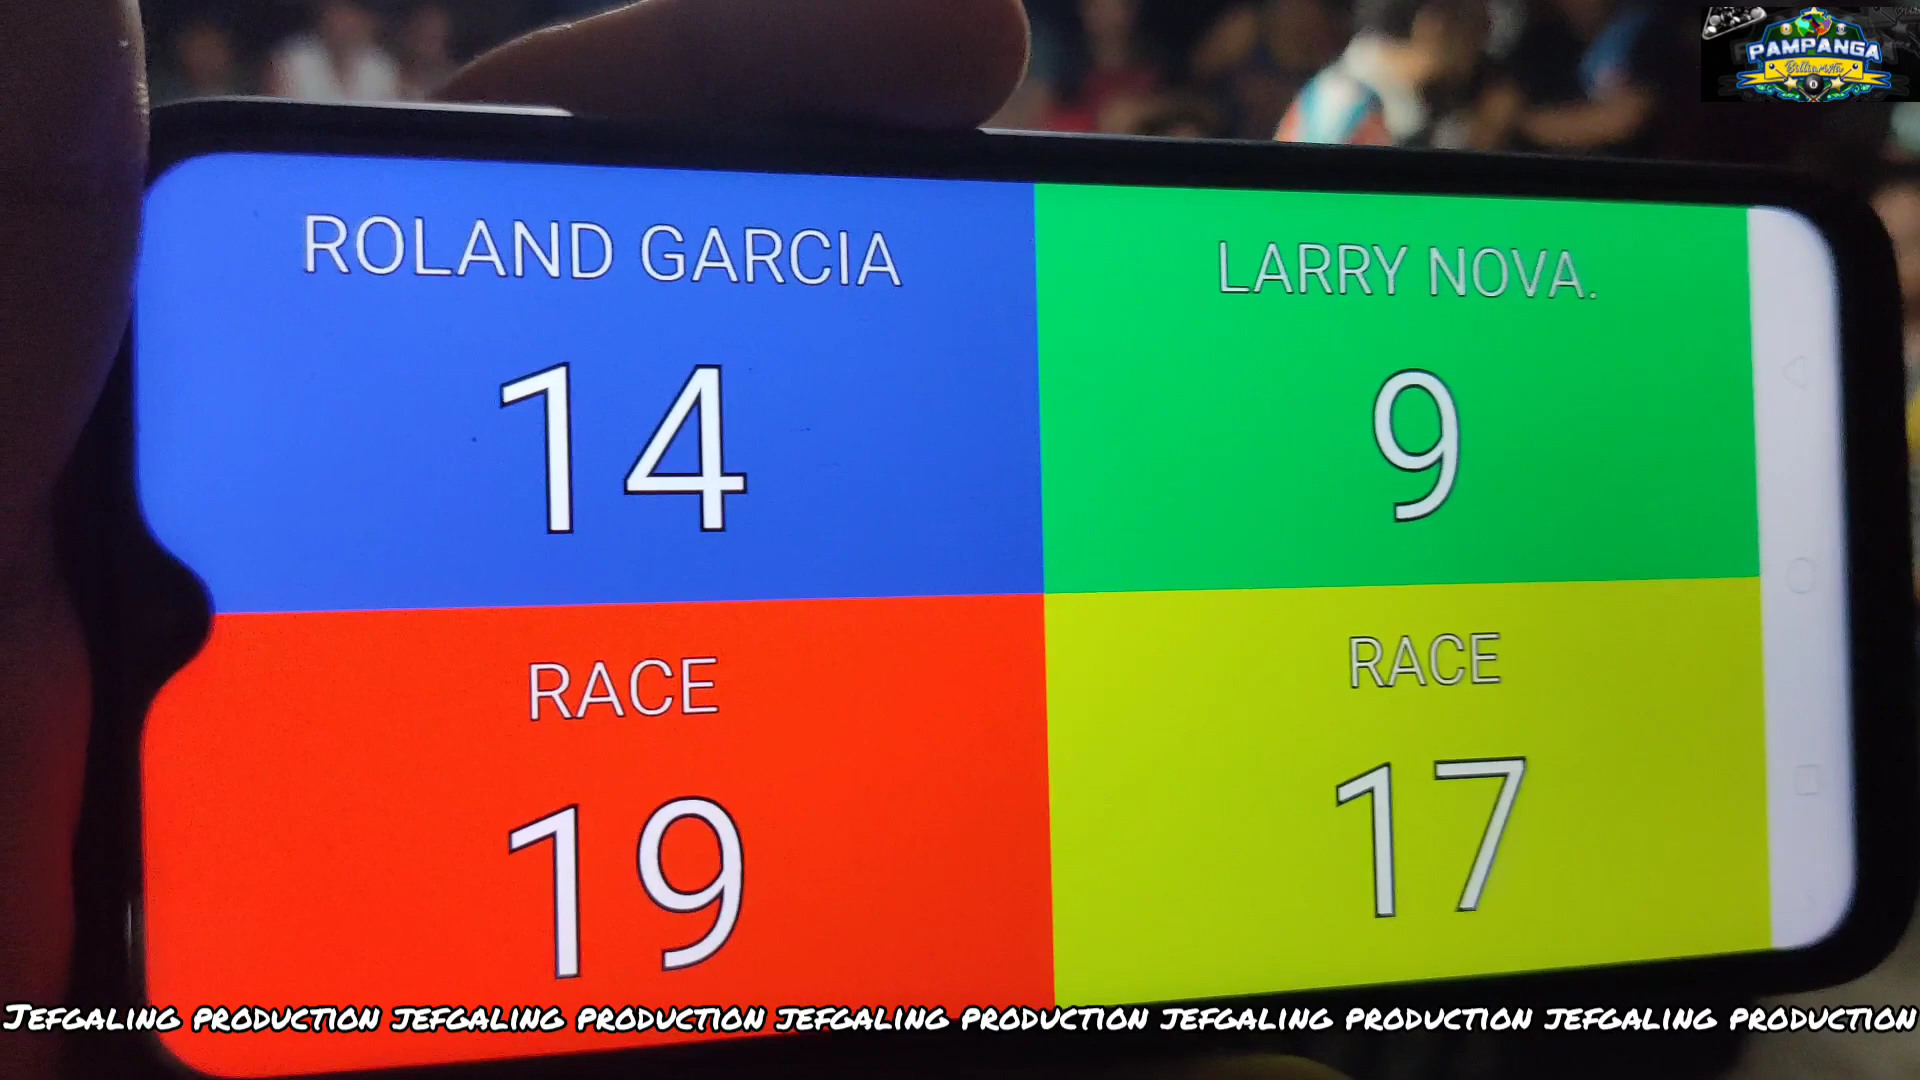 PAMPANGA
ROLAND GARCIA
14
LARRY NOVA.
9
RACE
19
RACE
17
JEFGALING PRODUCTION JEFGALING PRODUCTION JEFGALING PRODUCTION JEFGALING PRODUCTION JEFGALING PRODUCTION